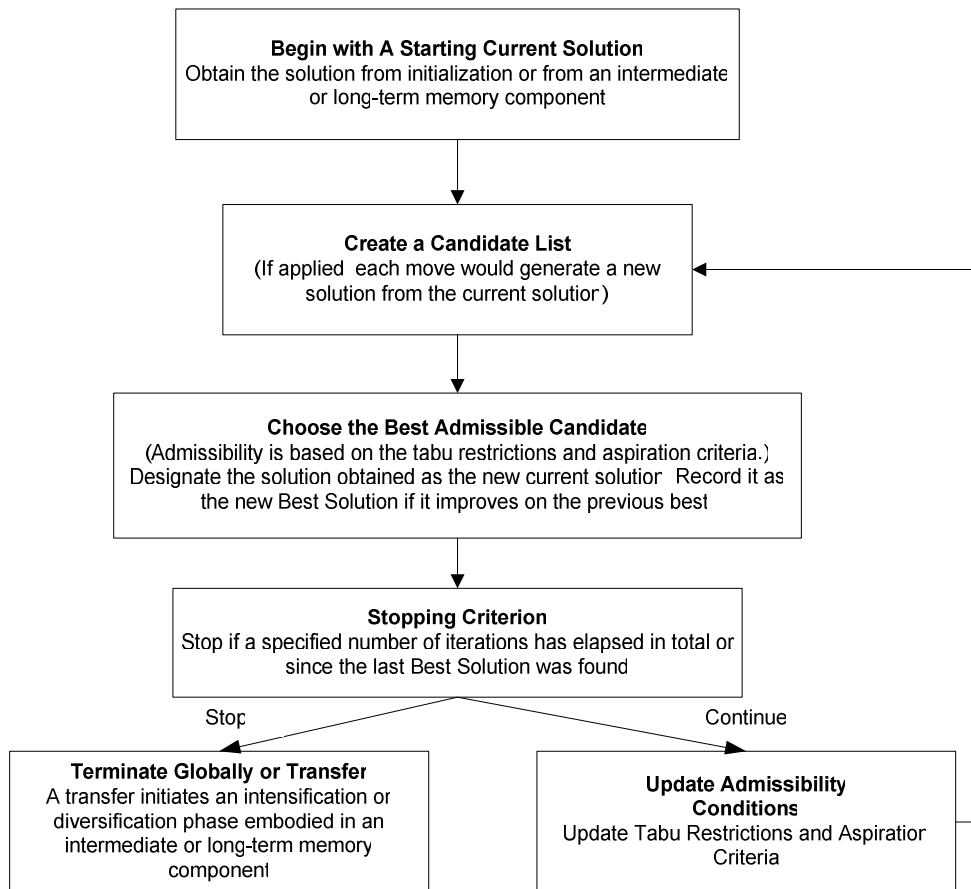 Begin with A Starting Current Solution
Obtain the solution from initialization or from an intermediate
or long-term memory component
Create a Candidate List
(If applied each move would generate a new
solution from the current solution)
Choose the Best Admissible Candidate
(Admissibility is based on the tabu restrictions and aspiration criteria.)
Designate the solution obtained as the new current solution Record it as
the new Best Solution if it improves on the previous best
Stopping Criterion
Stop if a specified number of iterations has elapsed in total or
since the last Best Solution was found
Stop
Continue
Terminate Globally or Transfer
A transfer initiates an intensification or
diversification phase embodied in an
intermediate or long-term memory
component
Update Admissibility
Conditions
Update Tabu Restrictions and Aspiration
Criteria